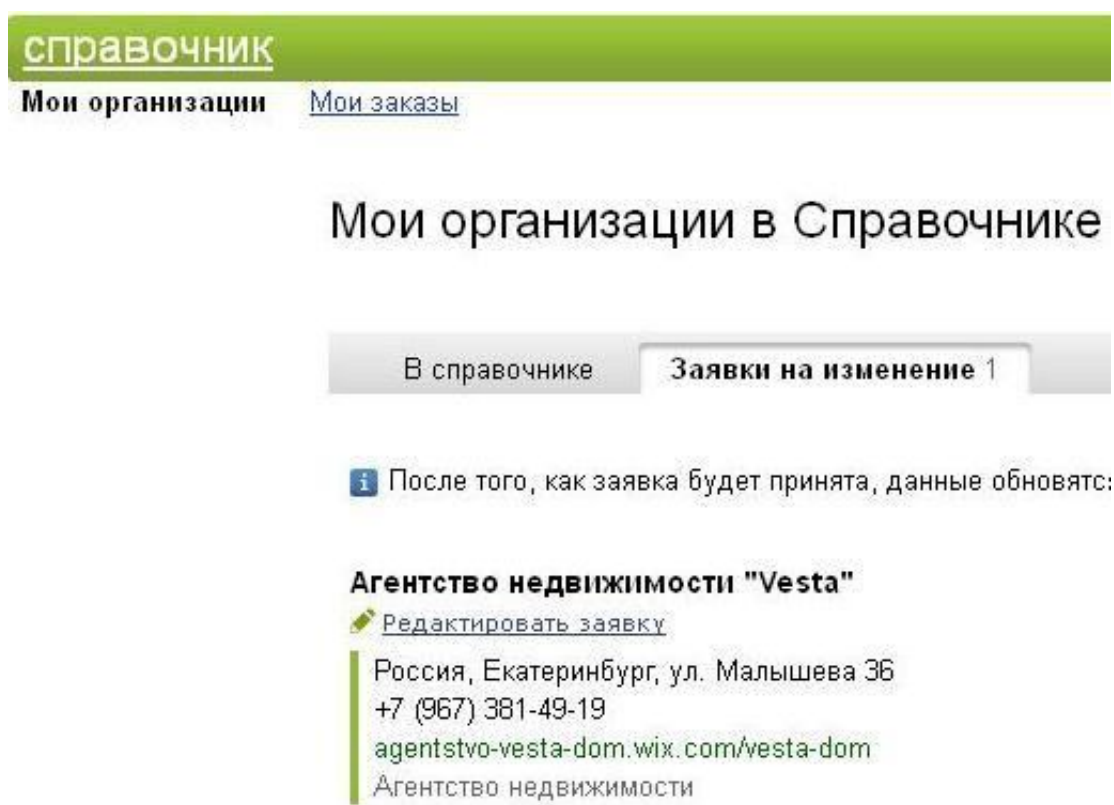 справочник
Мои организации Мои заказы
Мои организации в Справочнике
В справочнике Заявки на изменение 1
После того, как заявка будет принята, данные обновятс
Агентство недвижимости "Vesta"
Редактировать заявку
Россия, Екатеринбург, ул. Малышева 36
+7 (967) 381-49-19
agentstvo-vesta-dom.wix.com/vesta-dom
Агентство недвижимости